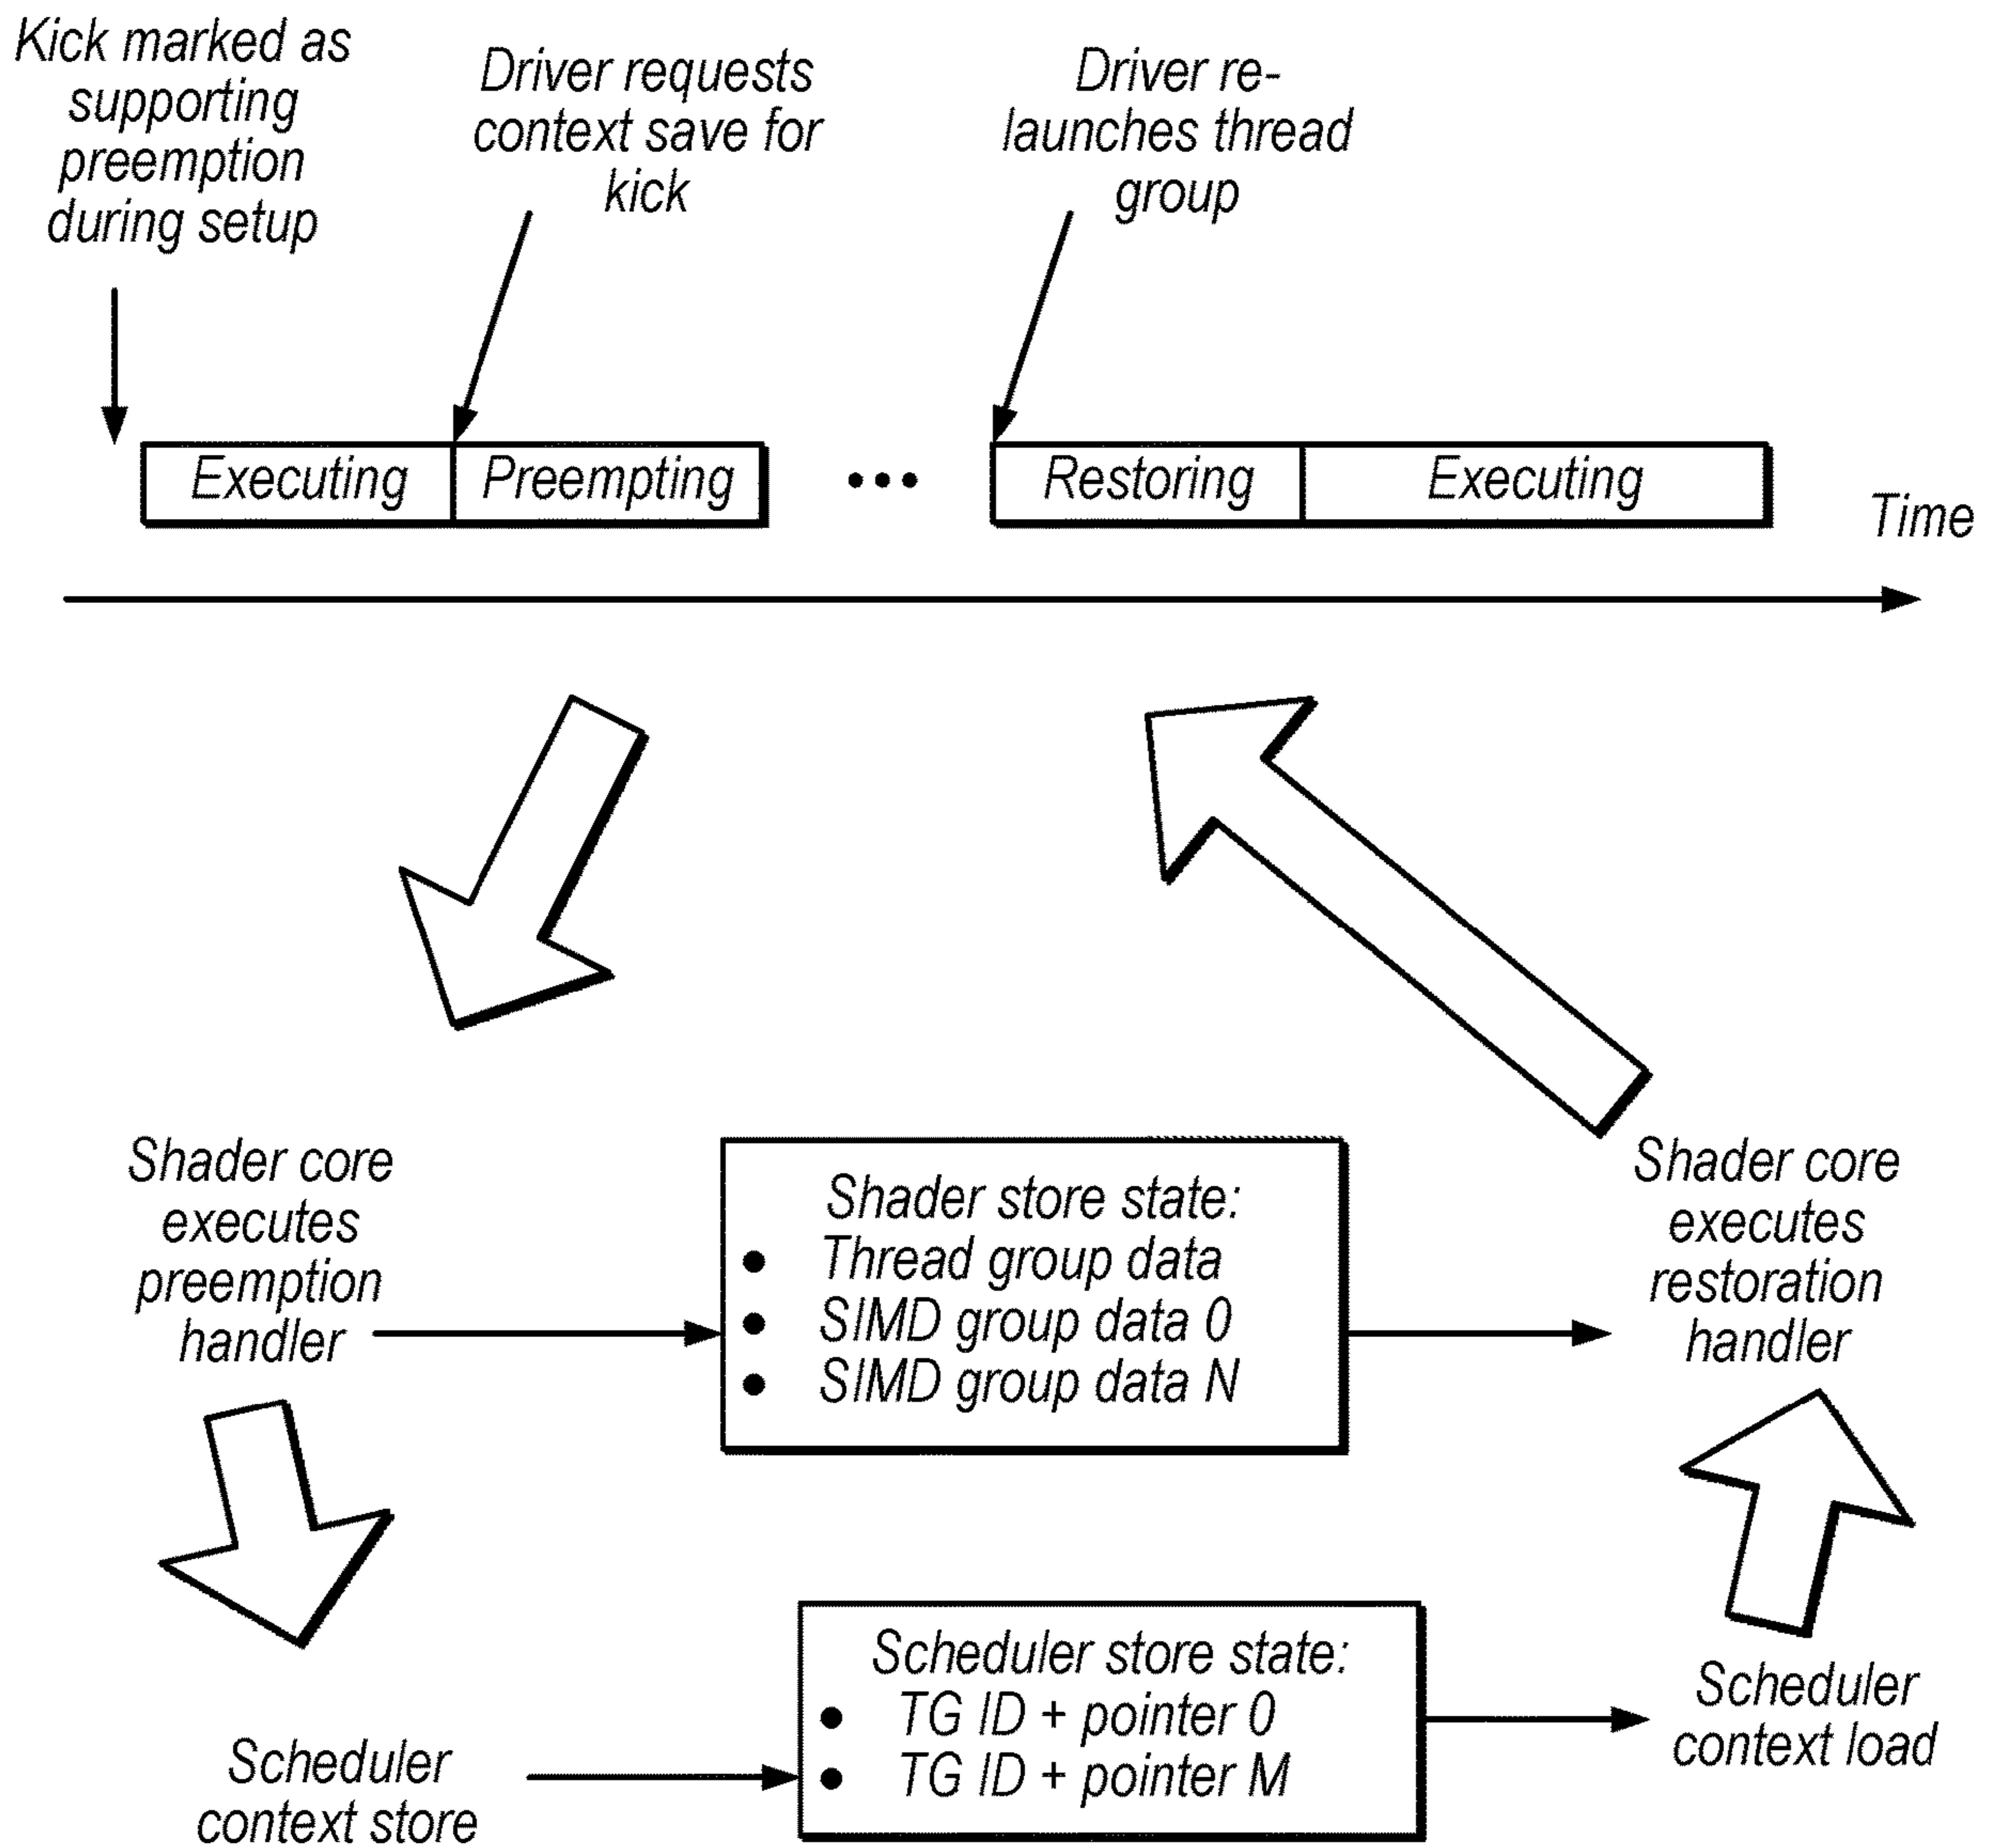 Kick marked as
supporting
preemption
during setup
Driver requests
context save for
kick
Driver re-
launches thread
group
Executing
Preempting
•••
Restoring
Executing
Time
Shader core
executes
preemption
handler
Shader store state:
• Thread group data
• SIMD group data 0
• SIMD group data N
Shader core
executes
restoration
handler
Scheduler
context store
Scheduler store state:
• TG ID + pointer 0
• TG ID + pointer M
Scheduler
context load